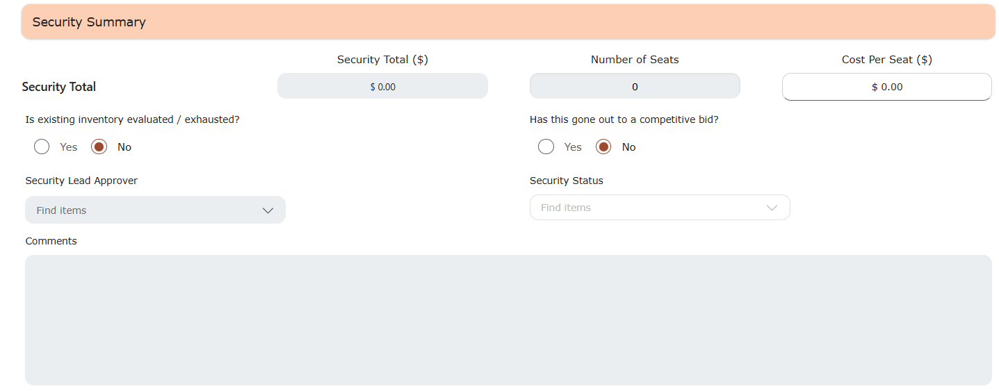 Security Summary
Security Total ($) Number of Seats Cost Per Seat ($)
Security Total $ 0.00 0 $ 0.00
Is existing inventory evaluated / exhausted? Has this gone out to a competitive bid?
Yes No Yes No
Security Lead Approver Security Status
Find items Find items
Comments